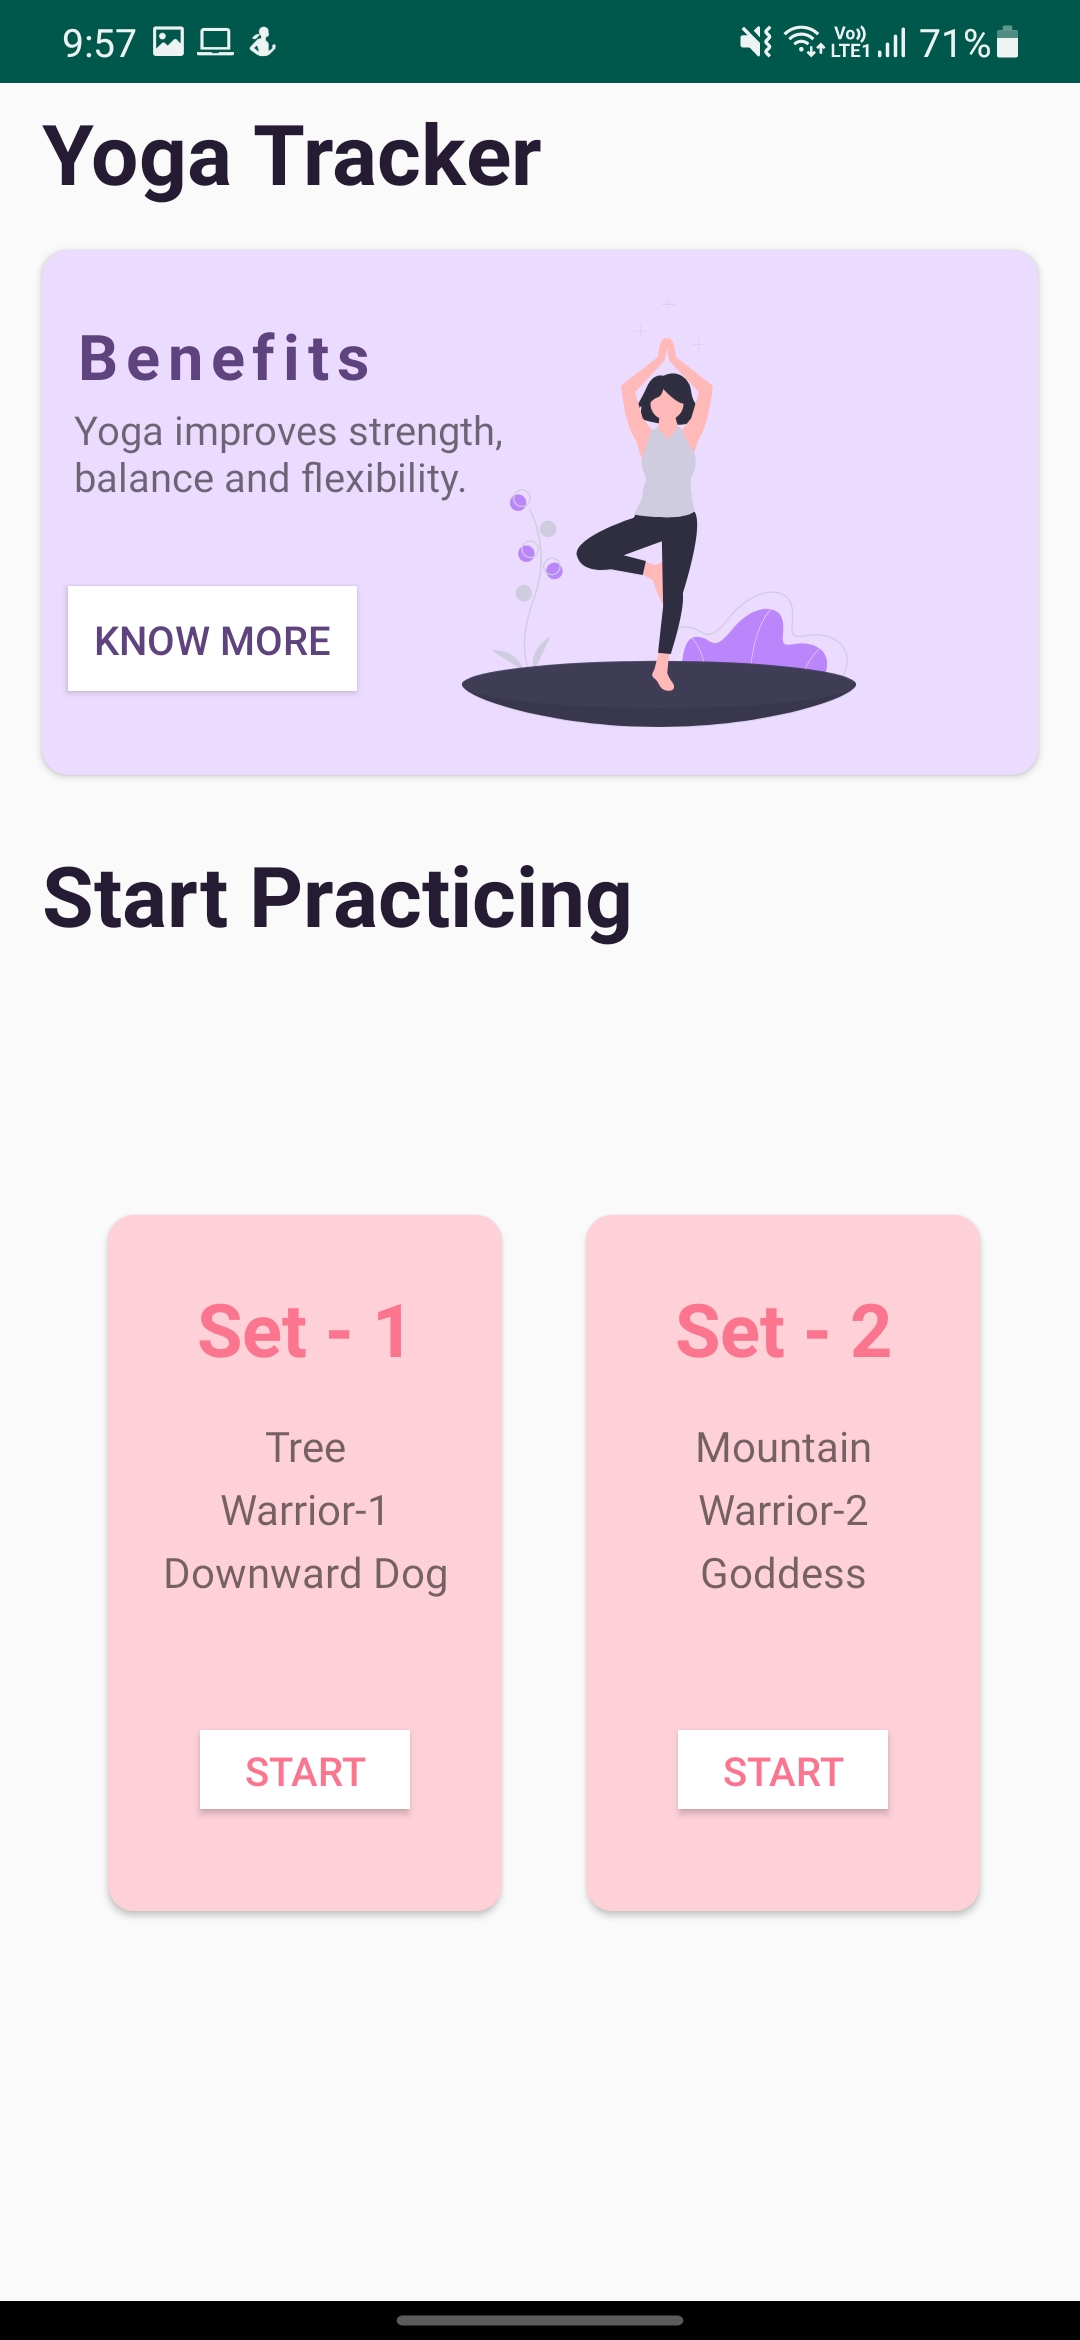 9:57
Vo))
LTE1
71%
Yoga Tracker
Benefits
Yoga improves strength,
balance and flexibility.
KNOW MORE
Start Practicing
Set - 1
Tree
Warrior-1
Downward Dog
START
Set - 2
Mountain
Warrior-2
Goddess
START